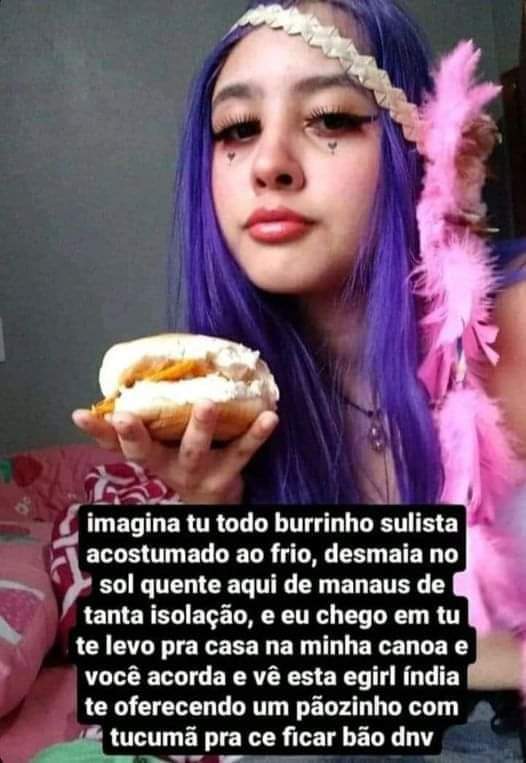 imagina tu todo burrinho sulista
acostumado ao frio, desmaia no
sol quente aqui de manaus de
tanta isolação, e eu chego em tu
te levo pra casa na minha canoa e
você acorda e vê esta egirl índia
te oferecendo um pãozinho com
tucumã pra ce ficar bão dnv